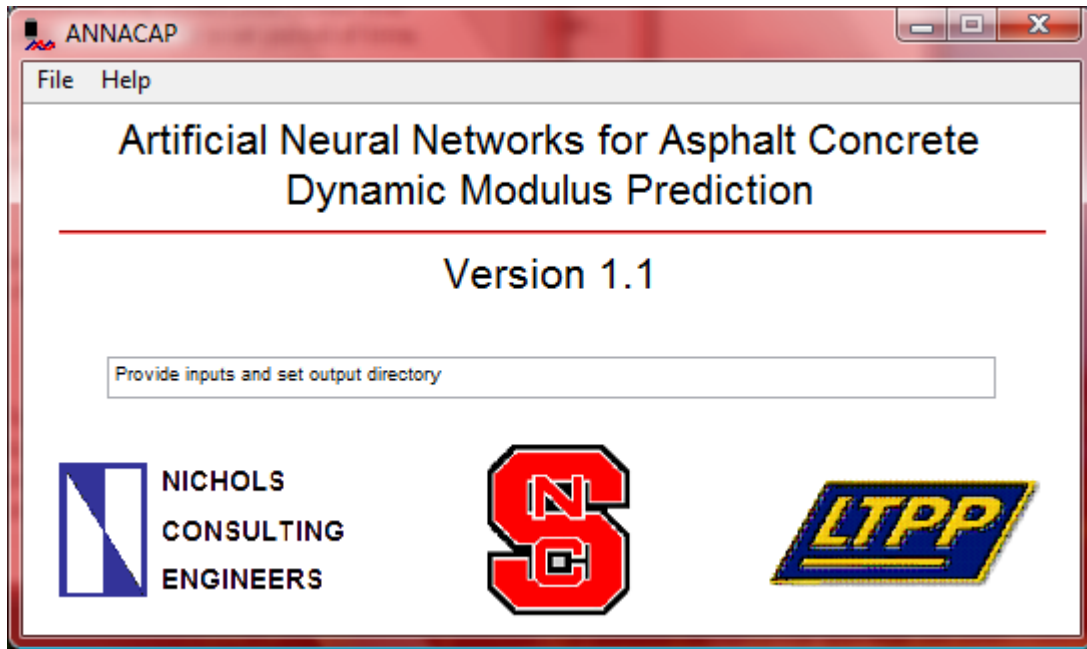 ANNACAP
File Help
Artificial Neural Networks for Asphalt Concrete
Dynamic Modulus Prediction
Version 1.1
Provide inputs and set output directory
NICHOLS
CONSULTING
ENGINEERS
N
S
C
LTPP